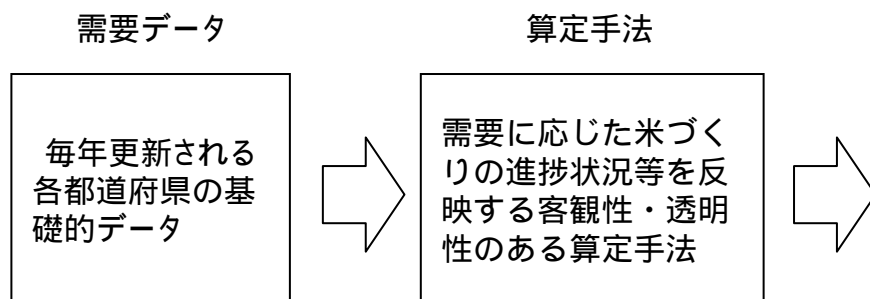 需要データ
算定手法
毎年更新される
各都道府県の基
礎的データ
需要に応じた米づく
りの進捗状況等を反
映する客観性・透明
性のある算定手法